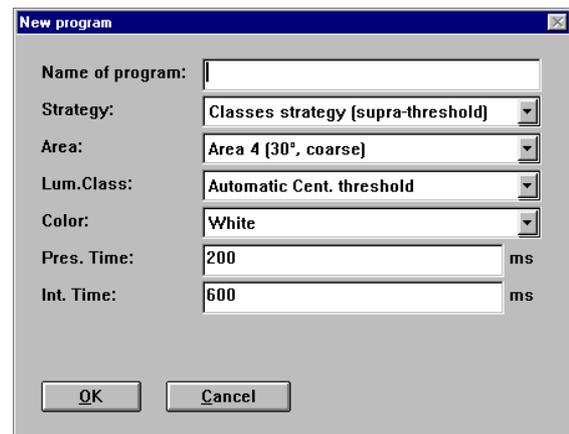 New program
Name of program:
Strategy: Classes strategy (supra-threshold)
Area: Area 4 (30°, coarse)
Lum.Class: Automatic Cent. threshold
Color: White
Pres. Time: 200 ms
Int. Time: 600 ms
OK Cancel